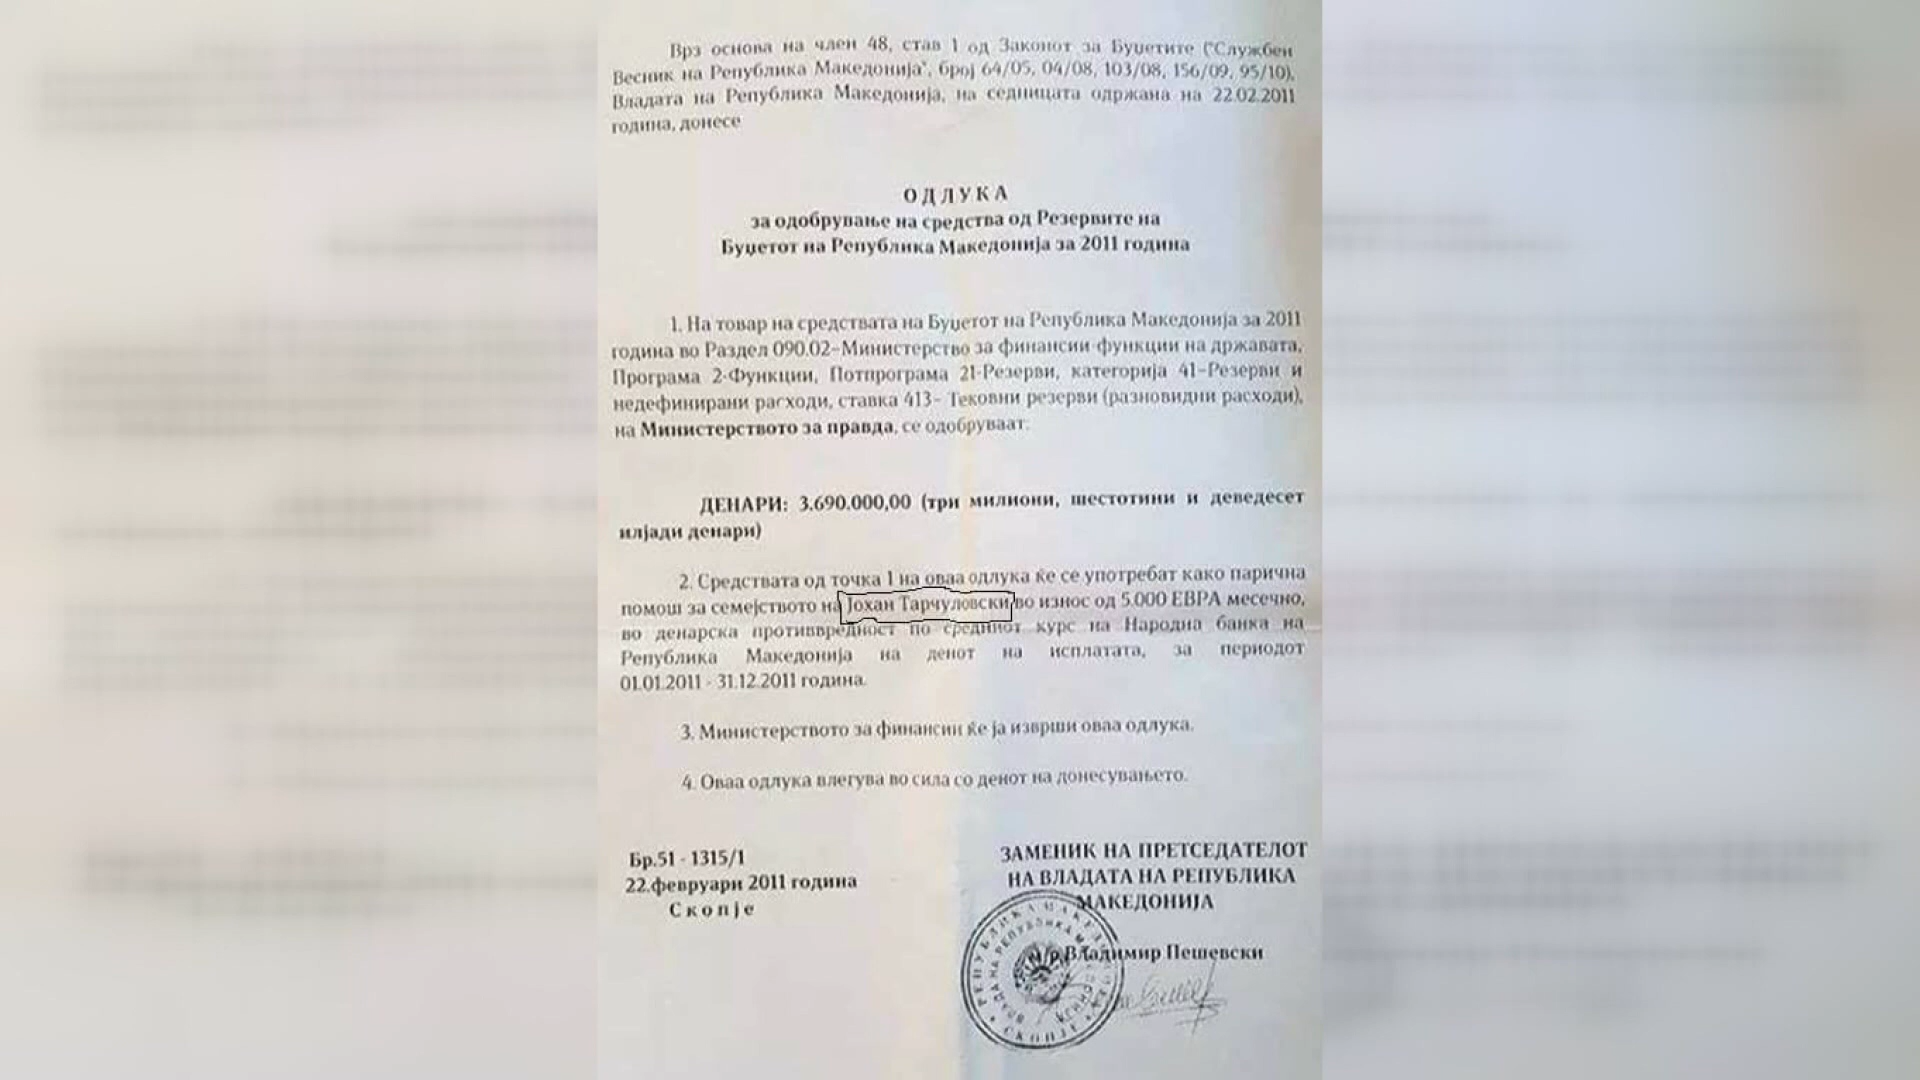 Врз основа на член 48, став 1 од Законот за Буџетите ("Службен
Весник на Република Македонија", број 64/05, 04/08, 103/08, 156/09, 95/10),
Владата на Република Македонија, на седницата одржана на 22.02.2011
година, донесе
О Д Л У К А
за одобрување на средства од Резервите на
Буџетот на Република Македонија за 2011 година
1. На товар на средствата на Буџетот на Република Македонија за 2011
година во Раздел 090.02-Министерство за финансии-функции на државата,
Програма 2-Функции, Потпрограма 21-Резерви, категорија 41-Резерви и
недефинирани расходи, ставка 413- Тековни резерви (разновидни расходи),
на Министерството за правда, се одобруваат:
ДЕНАРИ: 3.690.000,00 (три милиони, шестотини и деведесет
илјади денари)
2. Средствата од точка 1 на оваа одлука ќе се употребат како парична
помош за семејството на Јохан Тарчуловски во износ од 5.000 ЕВРА месечно,
во денарска противвредност по средниот курс на Народна банка на
Република Македонија на денот на исплатата, за периодот
01.01.2011 - 31.12.2011 година.
3. Министерството за финансии ќе ја изврши оваа одлука.
4. Оваа одлука влегува во сила со денот на донесувањето.
Бр.51 - 1315/1
22.февруари 2011 година
С к о п ј е
ЗАМЕНИК НА ПРЕТСЕДАТЕЛОТ
НА ВЛАДАТА НА РЕПУБЛИКА
МАКЕДОНИЈА
м-р Владимир Пешевски
РЕПУБЛИКА МАКЕДОНИЈА
СКОПЈЕ